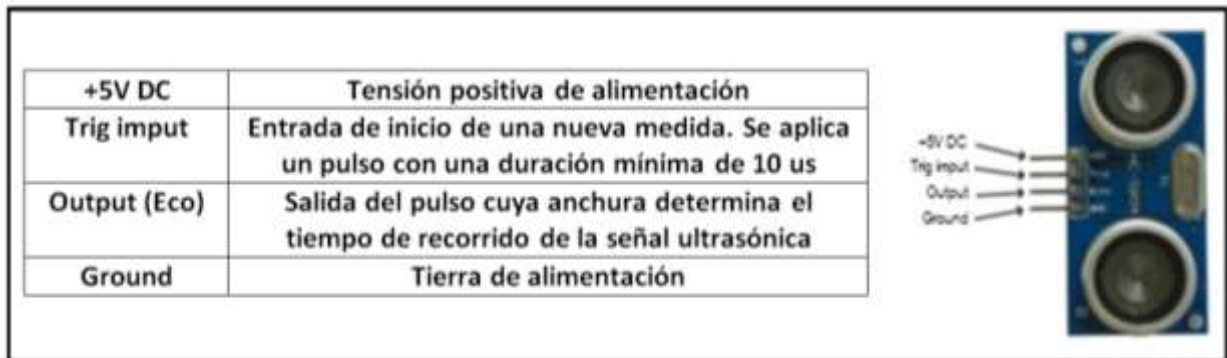 +5V DC Tensión positiva de alimentación
Trig imput Entrada de inicio de una nueva medida. Se aplica
un pulso con una duración mínima de 10 us
Output (Eco) Salida del pulso cuya anchura determina el
tiempo de recorrido de la señal ultrasónica
Ground Tierra de alimentación
+5V DC
Trig input
Output
Ground